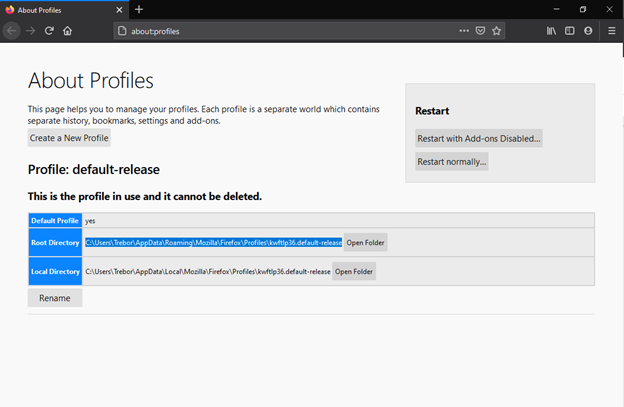 About Profiles
about:profiles
About Profiles
This page helps you to manage your profiles. Each profile is a separate world which contains
separate history, bookmarks, settings and add-ons.
Create a New Profile
Restart
Restart with Add-ons Disabled...
Restart normally...
Profile: default-release
This is the profile in use and it cannot be deleted.
Default Profile yes
Root Directory C:\Users\Trebor\AppData\Roaming\Mozilla\Firefox\Profiles\kwftlp36.default-release Open Folder
Local Directory C:\Users\Trebor\AppData\Local\Mozilla\Firefox\Profiles\kwftlp36.default-release Open Folder
Rename